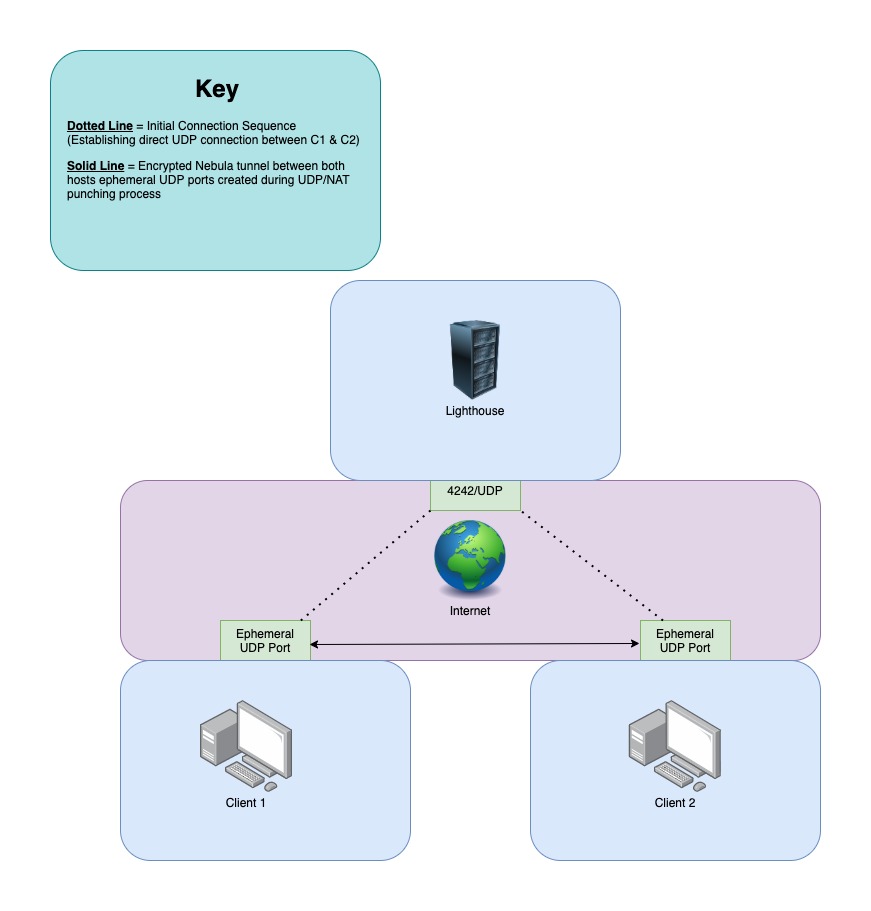 Key
Dotted Line = Initial Connection Sequence
(Establishing direct UDP connection between C1 & C2)
Solid Line = Encrypted Nebula tunnel between both
hosts ephemeral UDP ports created during UDP/NAT
punching process
Lighthouse
4242/UDP
Internet
Ephemeral
UDP Port
Ephemeral
UDP Port
Client 1
Client 2